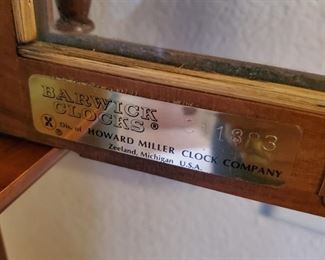 BARWICK
CLOCKS®
Div. of HOWARD MILLER CLOCK COMPANY
Zeeland, Michigan U.S.A.